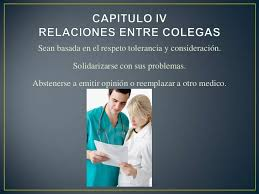 CAPITULO IV
RELACIONES ENTRE COLEGAS
Sean basada en el respeto tolerancia y consideración.
Solidarizarse con sus problemas.
Abstenerse a emitir opinión o reemplazar a otro medico.